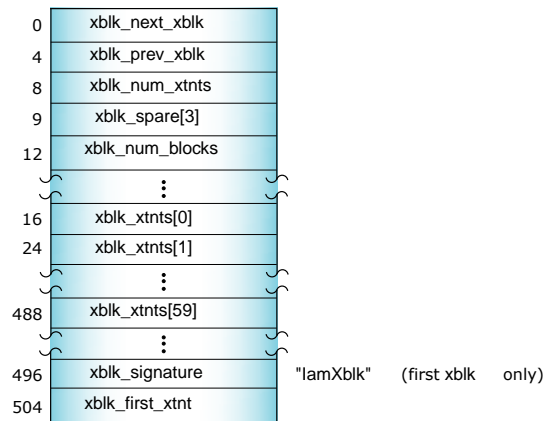 0 xblk_next_xblk
4 xblk_prev_xblk
8 xblk_num_xtnts
9 xblk_spare[3]
12 xblk_num_blocks
16 xblk_xtnts[0]
24 xblk_xtnts[1]
488 xblk_xtnts[59]
496 xblk_signature "IamXblk" (first xblk only)
504 xblk_first_xtnt